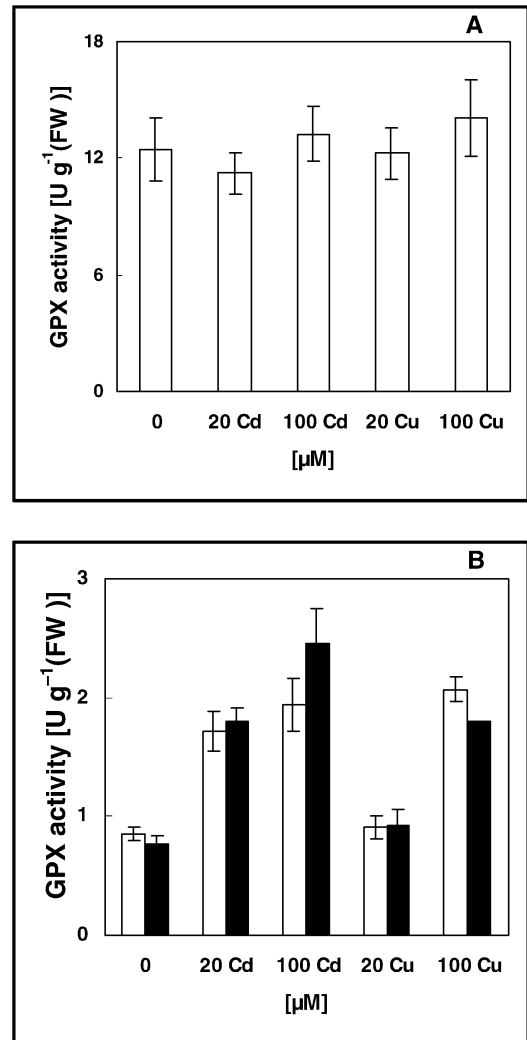 A
GPX activity [U g-1(FW )]
18
12
6
0
0 20 Cd 100 Cd 20 Cu 100 Cu
[µM]
B
GPX activity [U g−1(FW )]
3
2
1
0
0 20 Cd 100 Cd 20 Cu 100 Cu
[µM]